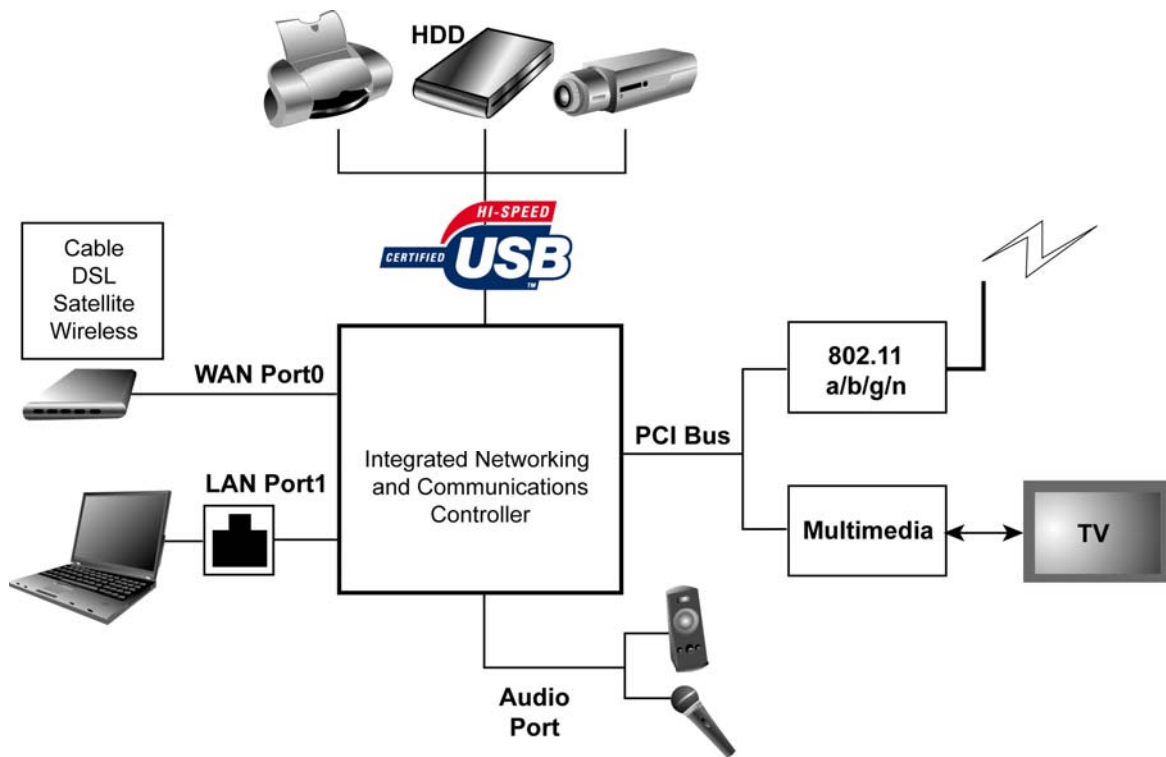 HDD
HI-SPEED
CERTIFIED
USB
TM
Cable
DSL
Satellite
Wireless
WAN Port0
LAN Port1
Integrated Networking
and Communications
Controller
PCI Bus
802.11
a/b/g/n
Multimedia
TV
Audio
Port